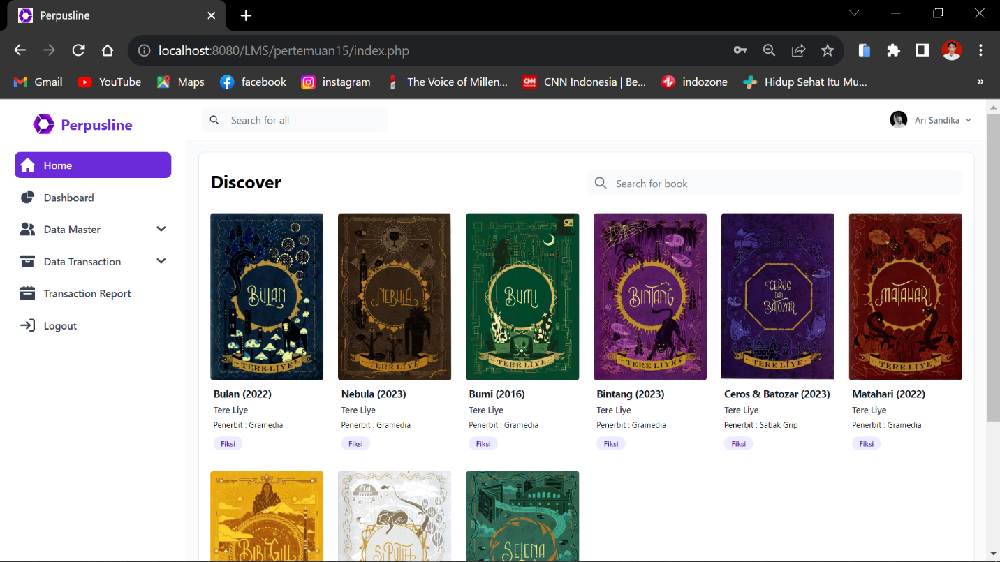 Perpusline
localhost:8080/LMS/pertemuan15/index.php
Gmail
YouTube
Maps
facebook
instagram
The Voice of Millen...
CNN Indonesia | Be...
indozone
Hidup Sehat Itu Mu...
»
Perpusline
Search for all
Ari Sandika
Home
Dashboard
Data Master
Data Transaction
Transaction Report
Logout
Discover
Search for book
BULAN
TERE LIYE
NEBULA
TERE LIYE
BUMI
TERE LIYE
BINTANG
TERE LIYE
CEROS
DAN
BATOZAR
TERE LIYE
MATAHARI
TERE LIYE
Bulan (2022)
Tere Liye
Penerbit : Gramedia
Fiksi
Nebula (2023)
Tere Liye
Penerbit : Gramedia
Fiksi
Bumi (2016)
Tere Liye
Penerbit : Gramedia
Fiksi
Bintang (2023)
Tere Liye
Penerbit : Gramedia
Fiksi
Ceros & Batozar (2023)
Tere Liye
Penerbit : Sabak Grip
Fiksi
Matahari (2022)
Tere Liye
Penerbit : Gramedia
Fiksi
BIBI GILL
SI PUTIH
SELENA